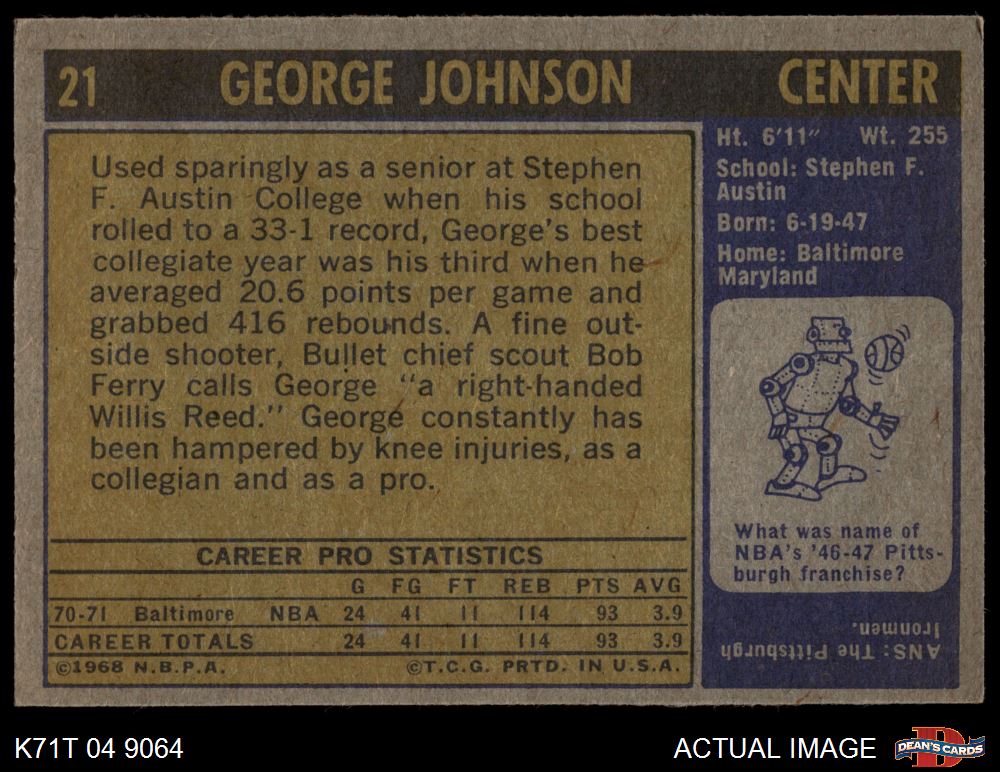 21 GEORGE JOHNSON CENTER
Used sparingly as a senior at Stephen
F. Austin College when his school
rolled to a 33-1 record, George's best
collegiate year was his third when he
averaged 20.6 points per game and
grabbed 416 rebounds. A fine out-
side shooter, Bullet chief scout Bob
Ferry calls George "a right-handed
Willis Reed." George constantly has
been hampered by knee injuries, as a
collegian and as a pro.
CAREER PRO STATISTICS
G FG FT REB PTS AVG
70-71 Baltimore NBA 24 41 11 114 93 3.9
CAREER TOTALS 24 41 11 114 93 3.9
©1968 N.B.P.A. ©T.C.G. PRTD. IN U.S.A.
Ht. 6'11" Wt. 255
School: Stephen F.
Austin
Born: 6-19-47
Home: Baltimore
Maryland
What was name of
NBA's '46-47 Pitts-
burgh franchise?
ANS: The Pittsburgh
Ironmen.
K71T 04 9064
ACTUAL IMAGE
D
DEAN'S CARDS